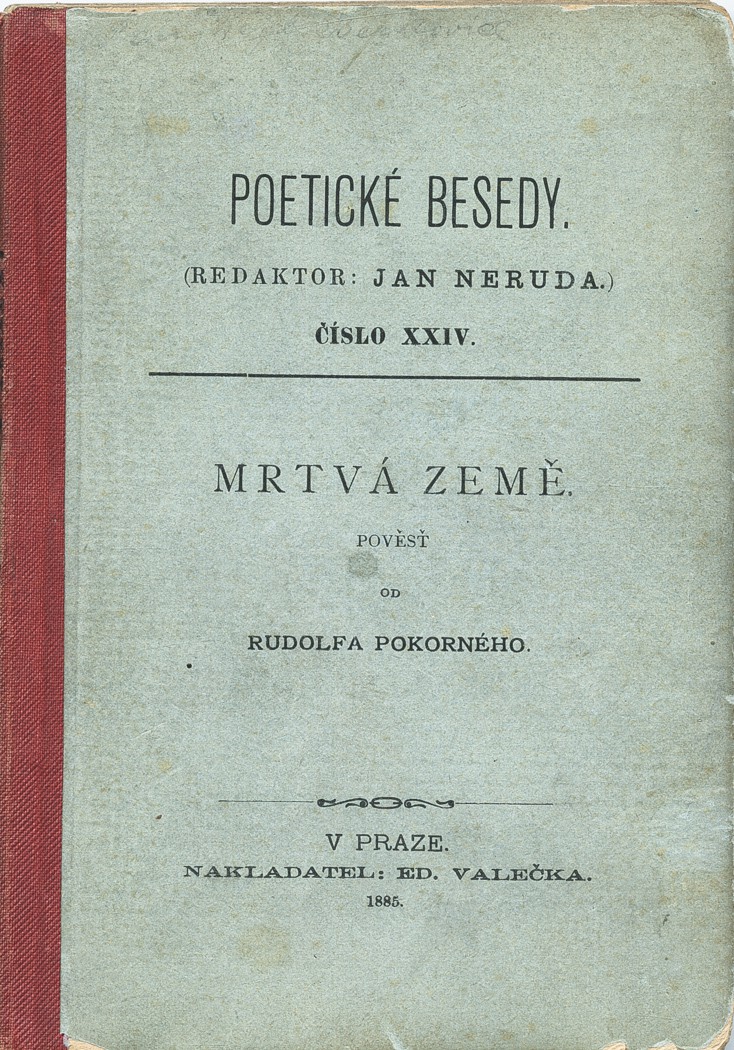 POETICKÉ BESEDY.
(REDAKTOR: JAN NERUDA.)
ČÍSLO XXIV.
MRTVÁ ZEMĚ.
POVĚSŤ
OD
RUDOLFA POKORNÉHO.
V PRAZE.
NAKLADATEL: ED. VALEČKA.
1885.